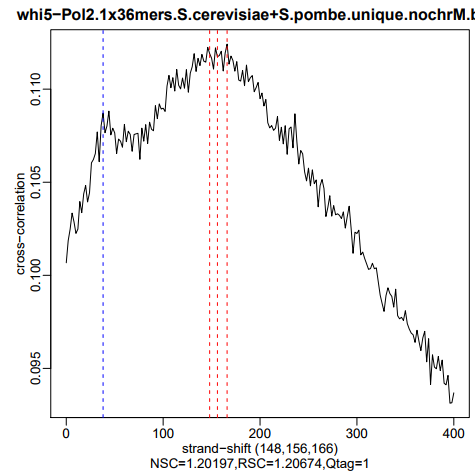 whi5−Pol2.1x36mers.S.cerevisiae+S.pombe.unique.nochrM.b
cross−correlation
0.110
0.105
0.100
0.095
0 100 200 300 400
strand−shift (148,156,166)
NSC=1.20197,RSC=1.20674,Qtag=1